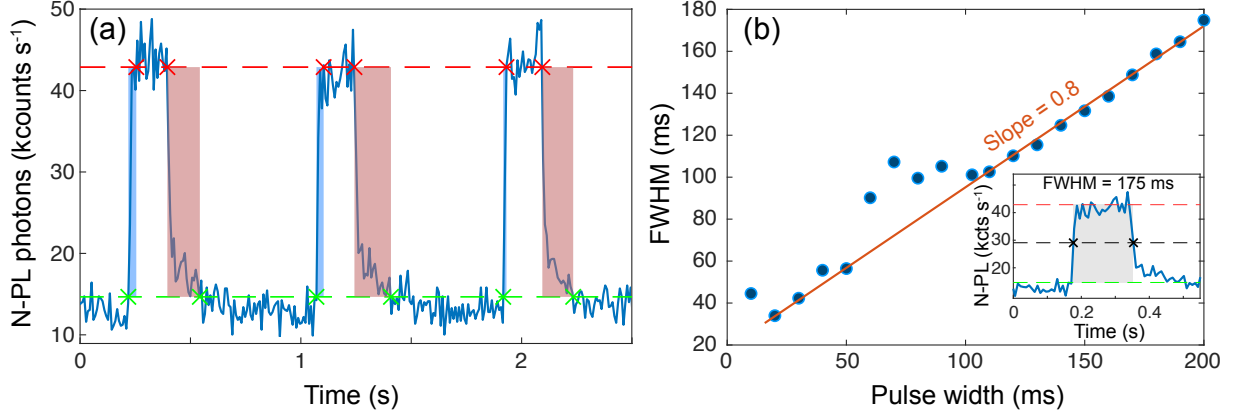 (a)
N-PL photons (kcounts s⁻¹)
50
40
30
20
10
0
1
2
Time (s)
(b)
FWHM (ms)
180
160
140
120
100
80
60
40
20
Slope = 0.8
0
50
100
150
200
Pulse width (ms)
FWHM = 175 ms
N-PL (kcts s⁻¹)
40
30
20
0
0.2
0.4
Time (s)